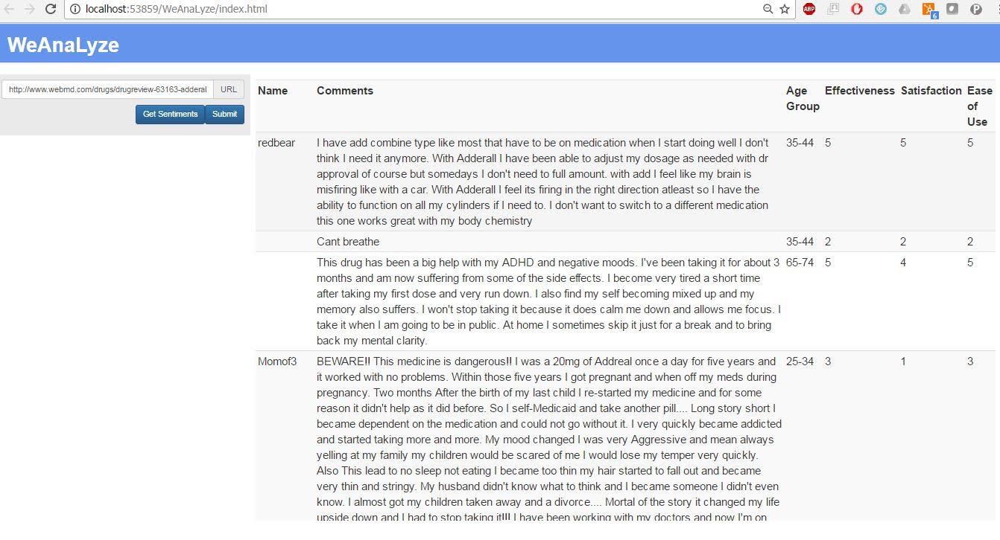 localhost:53859/WeAnaLyze/index.html
ABP
6
P
WeAnaLyze
http://www.webmd.com/drugs/drugreview-63163-adderal URL
Get Sentiments Submit
Name Comments Age Group Effectiveness Satisfaction Ease of Use
redbear I have add combine type like most that have to be on medication when I start doing well I don't 35-44 5 5 5
think I need it anymore. With Adderall I have been able to adjust my dosage as needed with dr
approval of course but somedays I don't need to full amount. with add I feel like my brain is
misfiring like with a car. With Adderall I feel its firing in the right direction atleast so I have the
ability to function on all my cylinders if I need to. I don't want to switch to a different medication
this one works great with my body chemistry
Cant breathe 35-44 2 2 2
This drug has been a big help with my ADHD and negative moods. I've been taking it for about 3 65-74 5 4 5
months and am now suffering from some of the side effects. I become very tired a short time
after taking my first dose and very run down. I also find my self becoming mixed up and my
memory also suffers. I won't stop taking it because it does calm me down and allows me focus. I
take it when I am going to be in public. At home I sometimes skip it just for a break and to bring
back my mental clarity.
Momof3 BEWARE!! This medicine is dangerous!! I was a 20mg of Addreal once a day for five years and 25-34 3 1 3
it worked with no problems. Within those five years I got pregnant and when off my meds during
pregnancy. Two months After the birth of my last child I re-started my medicine and for some
reason it didn't help as it did before. So I self-Medicaid and take another pill.... Long story short I
became dependent on the medication and could not go without it. I very quickly became addicted
and started taking more and more. My mood changed I was very Aggressive and mean always
yelling at my family my children would be scared of me I would lose my temper very quickly.
Also This lead to no sleep not eating I became too thin my hair started to fall out and became
very thin and stringy. My husband didn't know what to think and I became someone I didn't even
know. I almost got my children taken away and a divorce.... Mortal of the story it changed my life
upside down and I had to stop taking it!!! I have been working with my doctors and now I'm on